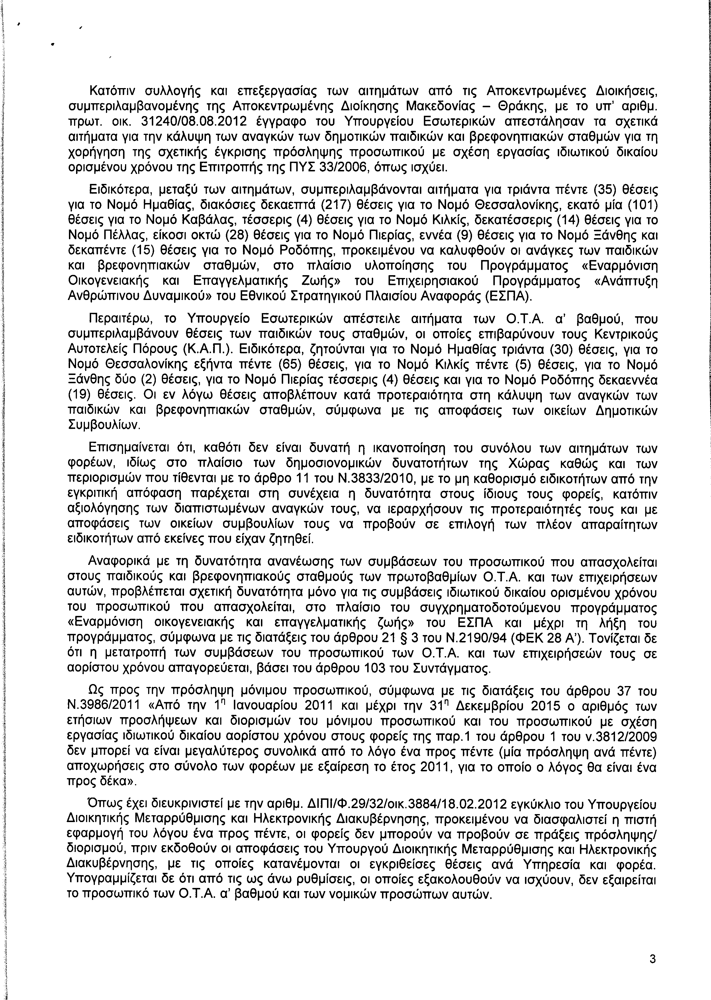 Κατόπιν συλλογής και επεξεργασίας των αιτημάτων από τις Αποκεντρωμένες Διοικήσεις,
συμπεριλαμβανομένης της Αποκεντρωμένης Διοίκησης Μακεδονίας – Θράκης, με το υπ’ αριθμ.
πρωτ. οικ. 31240/08.08.2012 έγγραφο του Υπουργείου Εσωτερικών απεστάλησαν τα σχετικά
αιτήματα για την κάλυψη των αναγκών των δημοτικών παιδικών και βρεφονηπιακών σταθμών για τη
χορήγηση της σχετικής έγκρισης πρόσληψης προσωπικού με σχέση εργασίας ιδιωτικού δικαίου
ορισμένου χρόνου της Επιτροπής της ΠΥΣ 33/2006, όπως ισχύει.
Ειδικότερα, μεταξύ των αιτημάτων, συμπεριλαμβάνονται αιτήματα για τριάντα πέντε (35) θέσεις
για το Νομό Ημαθίας, διακόσιες δεκαεπτά (217) θέσεις για το Νομό Θεσσαλονίκης, εκατό μία (101)
θέσεις για το Νομό Καβάλας, τέσσερις (4) θέσεις για το Νομό Κιλκίς, δεκατέσσερις (14) θέσεις για το
Νομό Πέλλας, είκοσι οκτώ (28) θέσεις για το Νομό Πιερίας, εννέα (9) θέσεις για το Νομό Ξάνθης και
δεκαπέντε (15) θέσεις για το Νομό Ροδόπης, προκειμένου να καλυφθούν οι ανάγκες των παιδικών
και βρεφονηπιακών σταθμών, στο πλαίσιο υλοποίησης του Προγράμματος «Εναρμόνιση
Οικογενειακής και Επαγγελματικής Ζωής» του Επιχειρησιακού Προγράμματος «Ανάπτυξη
Ανθρώπινου Δυναμικού» του Εθνικού Στρατηγικού Πλαισίου Αναφοράς (ΕΣΠΑ).
Περαιτέρω, το Υπουργείο Εσωτερικών απέστειλε αιτήματα των Ο.Τ.Α. α’ βαθμού, που
συμπεριλαμβάνουν θέσεις των παιδικών τους σταθμών, οι οποίες επιβαρύνουν τους Κεντρικούς
Αυτοτελείς Πόρους (Κ.Α.Π.). Ειδικότερα, ζητούνται για το Νομό Ημαθίας τριάντα (30) θέσεις, για το
Νομό Θεσσαλονίκης εξήντα πέντε (65) θέσεις, για το Νομό Κιλκίς πέντε (5) θέσεις, για το Νομό
Ξάνθης δύο (2) θέσεις, για το Νομό Πιερίας τέσσερις (4) θέσεις και για το Νομό Ροδόπης δεκαεννέα
(19) θέσεις. Οι εν λόγω θέσεις αποβλέπουν κατά προτεραιότητα στη κάλυψη των αναγκών των
παιδικών και βρεφονηπιακών σταθμών, σύμφωνα με τις αποφάσεις των οικείων Δημοτικών
Συμβουλίων.
Επισημαίνεται ότι, καθότι δεν είναι δυνατή η ικανοποίηση του συνόλου των αιτημάτων των
φορέων, ιδίως στο πλαίσιο των δημοσιονομικών δυνατοτήτων της Χώρας καθώς και των
περιορισμών που τίθενται με το άρθρο 11 του Ν.3833/2010, με το μη καθορισμό ειδικοτήτων από την
εγκριτική απόφαση παρέχεται στη συνέχεια η δυνατότητα στους ίδιους τους φορείς, κατόπιν
αξιολόγησης των διαπιστωμένων αναγκών τους, να ιεραρχήσουν τις προτεραιότητές τους και με
αποφάσεις των οικείων συμβουλίων τους να προβούν σε επιλογή των πλέον απαραίτητων
ειδικοτήτων από εκείνες που είχαν ζητηθεί.
Αναφορικά με τη δυνατότητα ανανέωσης των συμβάσεων του προσωπικού που απασχολείται
στους παιδικούς και βρεφονηπιακούς σταθμούς των πρωτοβαθμίων Ο.Τ.Α. και των επιχειρήσεων
αυτών, προβλέπεται σχετική δυνατότητα μόνο για τις συμβάσεις ιδιωτικού δικαίου ορισμένου χρόνου
του προσωπικού που απασχολείται, στο πλαίσιο του συγχρηματοδοτούμενου προγράμματος
«Εναρμόνιση οικογενειακής και επαγγελματικής ζωής» του ΕΣΠΑ και μέχρι τη λήξη του
προγράμματος, σύμφωνα με τις διατάξεις του άρθρου 21 § 3 του Ν.2190/94 (ΦΕΚ 28 Α’). Τονίζεται δε
ότι η μετατροπή των συμβάσεων του προσωπικού των Ο.Τ.Α. και των επιχειρήσεών τους σε
αορίστου χρόνου απαγορεύεται, βάσει του άρθρου 103 του Συντάγματος.
Ως προς την πρόσληψη μόνιμου προσωπικού, σύμφωνα με τις διατάξεις του άρθρου 37 του
Ν.3986/2011 «Από την 1η Ιανουαρίου 2011 και μέχρι την 31η Δεκεμβρίου 2015 ο αριθμός των
ετήσιων προσλήψεων και διορισμών του μόνιμου προσωπικού και του προσωπικού με σχέση
εργασίας ιδιωτικού δικαίου αορίστου χρόνου στους φορείς της παρ.1 του άρθρου 1 του ν.3812/2009
δεν μπορεί να είναι μεγαλύτερος συνολικά από το λόγο ένα προς πέντε (μία πρόσληψη ανά πέντε)
αποχωρήσεις στο σύνολο των φορέων με εξαίρεση το έτος 2011, για το οποίο ο λόγος θα είναι ένα
προς δέκα».
Όπως έχει διευκρινιστεί με την αριθμ. ΔΙΠΙ/Φ.29/32/οικ.3884/18.02.2012 εγκύκλιο του Υπουργείου
Διοικητικής Μεταρρύθμισης και Ηλεκτρονικής Διακυβέρνησης, προκειμένου να διασφαλιστεί η πιστή
εφαρμογή του λόγου ένα προς πέντε, οι φορείς δεν μπορούν να προβούν σε πράξεις πρόσληψης/
διορισμού, πριν εκδοθούν οι αποφάσεις του Υπουργού Διοικητικής Μεταρρύθμισης και Ηλεκτρονικής
Διακυβέρνησης, με τις οποίες κατανέμονται οι εγκριθείσες θέσεις ανά Υπηρεσία και φορέα.
Υπογραμμίζεται δε ότι από τις ως άνω ρυθμίσεις, οι οποίες εξακολουθούν να ισχύουν, δεν εξαιρείται
το προσωπικό των Ο.Τ.Α. α’ βαθμού και των νομικών προσώπων αυτών.
3